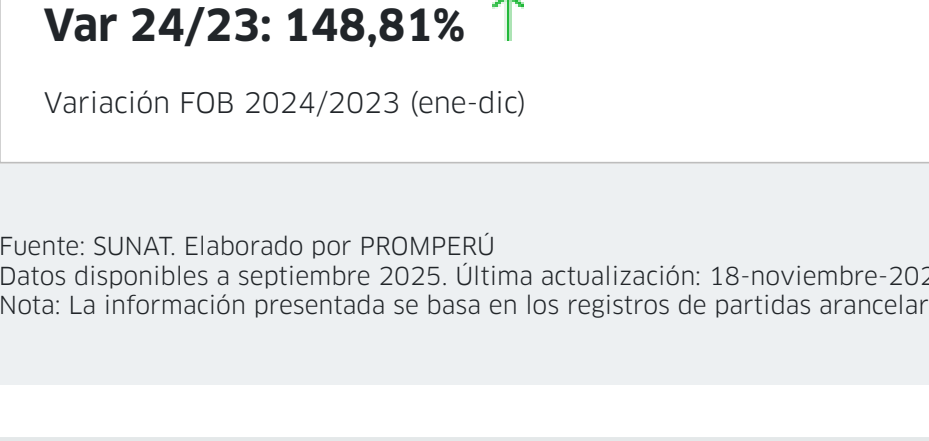 Var 24/23: 148,81%
Variación FOB 2024/2023 (ene-dic)
Fuente: SUNAT. Elaborado por PROMPERÚ
Datos disponibles a septiembre 2025. Última actualización: 18-noviembre-202
Nota: La información presentada se basa en los registros de partidas arancelar